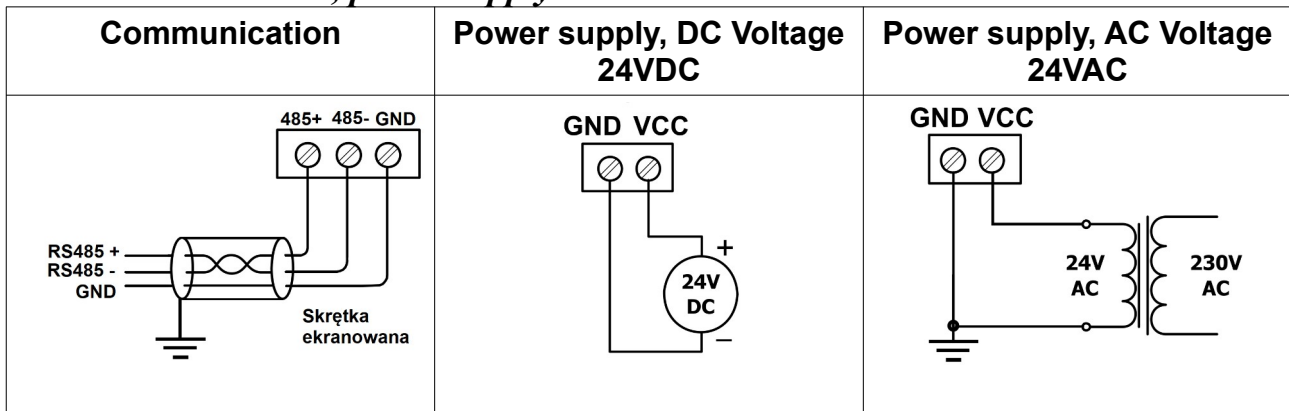 Communication
Power supply, DC Voltage
24VDC
Power supply, AC Voltage
24VAC
485+ 485- GND
RS485 +
RS485 -
GND
Skrętka
ekranowana
GND VCC
+
24V
DC
–
GND VCC
24V
AC
230V
AC